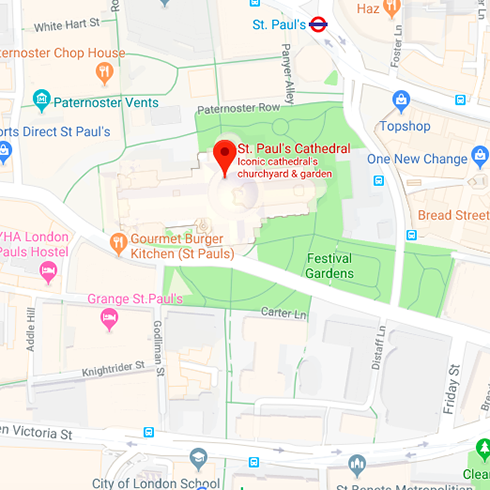 White Hart St
St. Paul's
Haz
Foster Ln
Paternoster Chop House
Panyer Alley
Paternoster Vents
Paternoster Row
orts Direct St Paul's
Topshop
St. Paul's Cathedral
Iconic cathedral's
churchyard & garden
One New Change
Bread Street
YHA London
Pauls Hostel
Gourmet Burger
Kitchen (St Pauls)
Festival
Gardens
Grange St.Paul's
Carter Ln
Addle Hill
Godliman St
Distaff Ln
Knightrider St
Friday St
en Victoria St
City of London School
Clea
St Benets Metropolitan